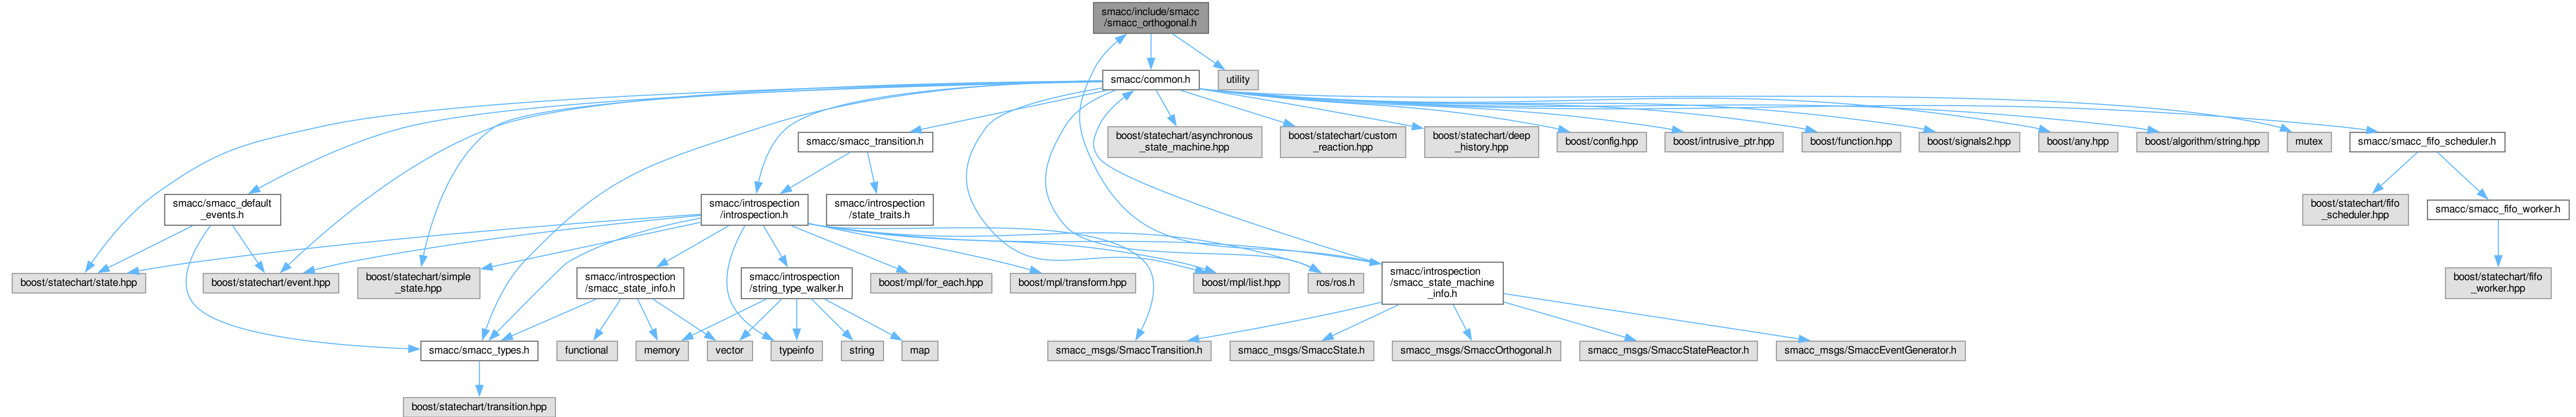 smacc/include/smacc
/smacc_orthogonal.h
smacc/common.h
utility
smacc/smacc_transition.h
boost/statechart/asynchronous
_state_machine.hpp
boost/statechart/custom
_reaction.hpp
boost/statechart/deep
_history.hpp
boost/config.hpp
boost/intrusive_ptr.hpp
boost/function.hpp
boost/signals2.hpp
boost/any.hpp
boost/algorithm/string.hpp
mutex
smacc/smacc_fifo_scheduler.h
smacc/smacc_default
_events.h
smacc/introspection
/introspection.h
smacc/introspection
/state_traits.h
boost/statechart/fifo
_scheduler.hpp
smacc/smacc_fifo_worker.h
boost/statechart/state.hpp
boost/statechart/event.hpp
boost/statechart/simple
_state.hpp
smacc/introspection
/smacc_state_info.h
smacc/introspection
/string_type_walker.h
boost/mpl/for_each.hpp
boost/mpl/transform.hpp
boost/mpl/list.hpp
ros/ros.h
smacc/introspection
/smacc_state_machine
_info.h
boost/statechart/fifo
_worker.hpp
smacc/smacc_types.h
functional
memory
vector
typeinfo
string
map
smacc_msgs/SmaccTransition.h
smacc_msgs/SmaccState.h
smacc_msgs/SmaccOrthogonal.h
smacc_msgs/SmaccStateReactor.h
smacc_msgs/SmaccEventGenerator.h
boost/statechart/transition.hpp